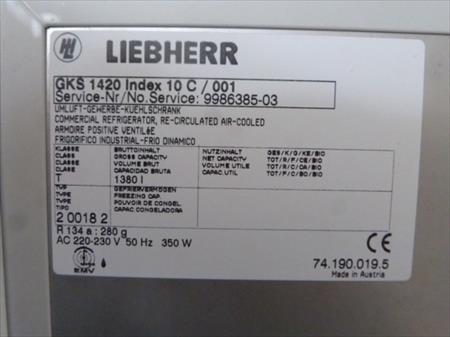 LIEBHERR
GKS 1420 Index 10 C / 001
Service-Nr/No.Service: 9986385-03
UMLUFT-GEWERBE-KUEHLSCHRANK
COMMERCIAL REFRIGERATOR, RE-CIRCULATED AIR-COOLED
ARMOIRE POSITIVE VENTILÉE
FRIGORIFICO INDUSTRIAL-FRIO DINAMICO
KLASSE BRUTTOINHALT NUTZINHALT GES/K/G/KE/BIO
CLASS GROSS CAPACITY NET CAPACITY TOT/R/F/CE/BIO
CLASSE VOLUME BRUT VOLUME UTILE TOT/R/C/CA/BIO
CLASE CAPACIDAD BRUTA CAPAC.UTIL TOT/F/C/BO/BIO
T 1380 l
TYP GEFRIERVERMÖGEN
TYPE FREEZING CAP.
TYPE POUVOIR DE CONGEL.
TIPO CAPAC.CONGELADORA
2 0018 2
R 134 a : 280 g
AC 220-230 V 50 Hz 350 W
CE
74.190.019.5
Made in Austria
EMV